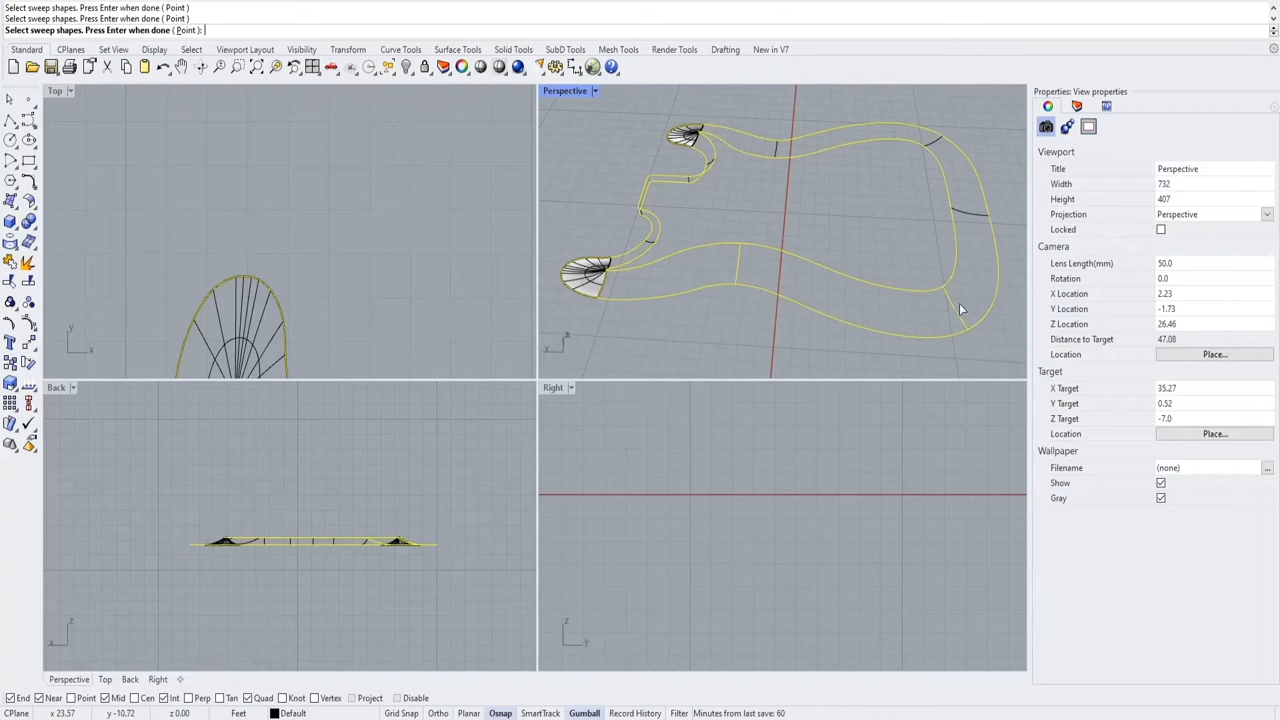 Select sweep shapes. Press Enter when done ( Point )
Select sweep shapes. Press Enter when done ( Point )
Select sweep shapes. Press Enter when done ( Point ):
Standard CPlanes Set View Display Select Viewport Layout Visibility Transform Curve Tools Surface Tools Solid Tools SubD Tools Mesh Tools Render Tools Drafting New in V7
Top
Perspective
Properties: View properties
Viewport
Title Perspective
Width 732
Height 407
Projection Perspective
Locked
Camera
Lens Length(mm) 50.0
Rotation 0.0
X Location 2.23
Y Location -1.73
Z Location 26.46
Distance to Target 47.08
Location Place...
Target
X Target 35.27
Y Target 0.52
Z Target -7.0
Location Place...
Wallpaper
Filename (none) ...
Show
Gray
y
x
y
Back
Right
z
x
z
y
Perspective Top Back Right
End Near Point Mid Cen Int Perp Tan Quad Knot Vertex Project Disable
CPlane x 23.57 y -10.72 z 0.00 Feet Default Grid Snap Ortho Planar Osnap SmartTrack Gumball Record History Filter Minutes from last save: 60